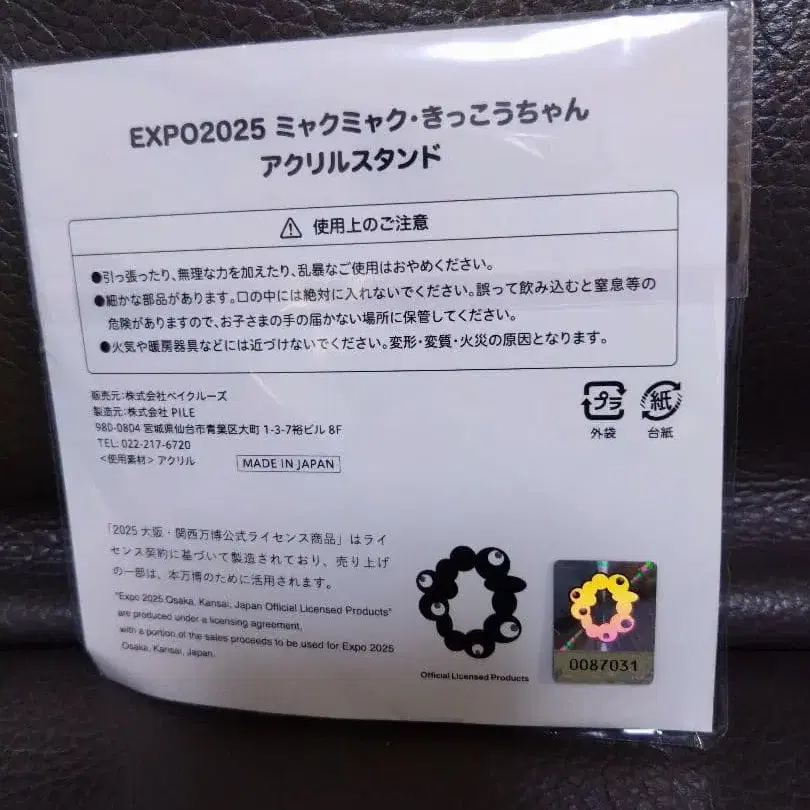 EXPO2025 ミャクミャク・きっこうちゃん
アクリルスタンド
使用上のご注意
●引っ張ったり、無理な力を加えたり、乱暴なご使用はおやめください。
●細かな部品があります。口の中には絶対に入れないでください。誤って飲み込むと窒息等の
危険がありますので、お子さまの手の届かない場所に保管してください。
●火気や暖房器具などには近づけないでください。変形・変質・火災の原因となります。
販売元:株式会社ベイクルーズ
製造元:株式会社 PILE
980-0804 宮城県仙台市青葉区大町 1-3-7裕ビル 8F
TEL: 022-217-6720
<使用素材> アクリル
MADE IN JAPAN
プラ
外袋
紙
台紙
「2025 大阪・関西万博公式ライセンス商品」はライ
センス契約に基づいて製造されており、売り上げ
の一部は、本万博のために活用されます。
"Expo 2025 Osaka, Kansai, Japan Official Licensed Products"
are produced under a licensing agreement,
with a portion of the sales proceeds to be used for Expo 2025
Osaka, Kansai, Japan.
Official Licensed Products
0087031